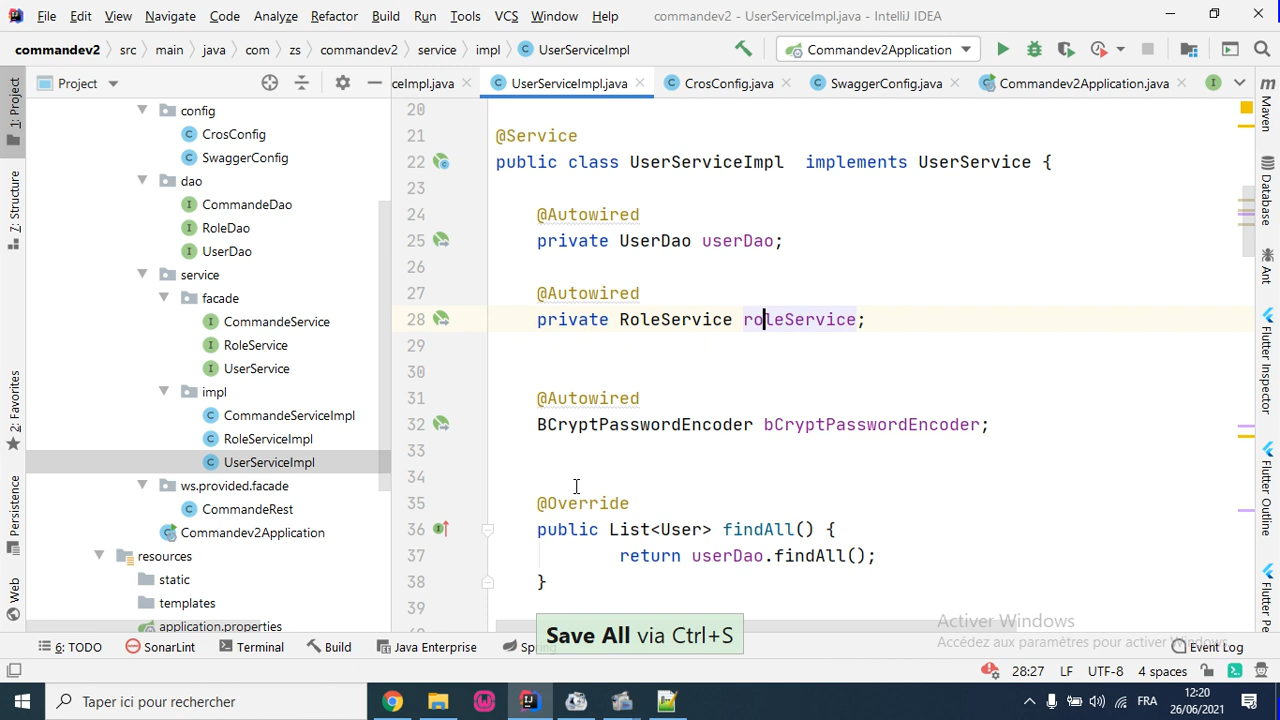 File Edit View Navigate Code Analyze Refactor Build Run Tools VCS Window Help commandev2 - UserServiceImpl.java - IntelliJ IDEA
commandev2 src main java com zs commandev2 service impl UserServiceImpl Commandev2Application
Project ceImpl.java UserServiceImpl.java CrosConfig.java SwaggerConfig.java Commandev2Application.java
1: Project
Z: Structure
2: Favorites
Persistence
Web
config
CrosConfig
SwaggerConfig
dao
CommandeDao
RoleDao
UserDao
service
facade
CommandeService
RoleService
UserService
impl
CommandeServiceImpl
RoleServiceImpl
UserServiceImpl
ws.provided.facade
CommandeRest
Commandev2Application
resources
static
templates
application.properties
20
21 @Service
22 public class UserServiceImpl  implements UserService {
23
24 @Autowired
25 private UserDao userDao;
26
27 @Autowired
28 private RoleService roleService;
29
30
31 @Autowired
32 BCryptPasswordEncoder bCryptPasswordEncoder;
33
34
35 @Override
36 public List<User> findAll() {
37 return userDao.findAll();
38 }
39
Maven
Database
Ant
Flutter Inspector
Flutter Outline
Flutter Pe
Save All via Ctrl+S
Activer Windows
Accédez aux paramètres pour activer Windows.
6: TODO SonarLint Terminal Build Java Enterprise Spring Event Log
28:27 LF UTF-8 4 spaces
Taper ici pour rechercher FRA 12:20
26/06/2021